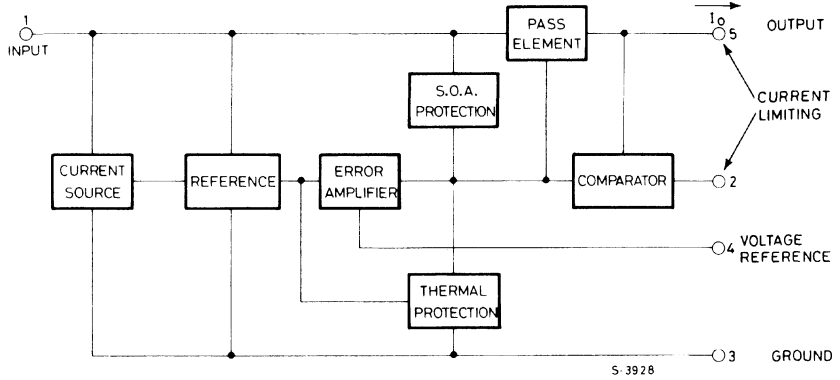 1
INPUT
PASS
ELEMENT
Io
5
OUTPUT
S.O.A.
PROTECTION
CURRENT
LIMITING
CURRENT
SOURCE
REFERENCE
ERROR
AMPLIFIER
COMPARATOR
2
4
VOLTAGE
REFERENCE
THERMAL
PROTECTION
3
GROUND
S-3928